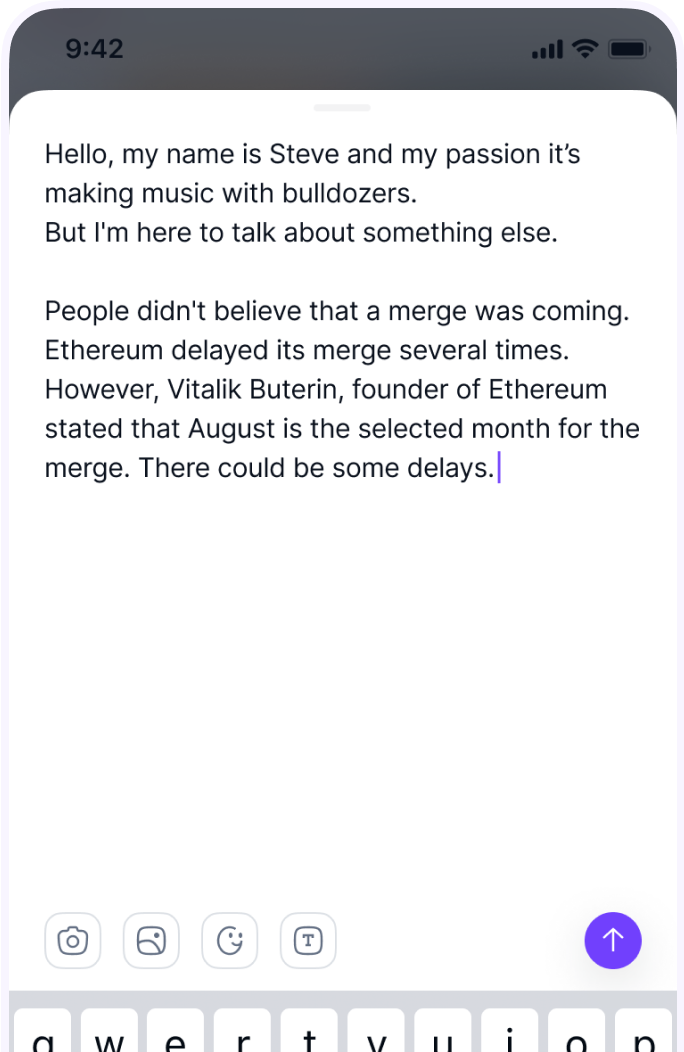 9:42
Hello, my name is Steve and my passion it’s
making music with bulldozers.
But I'm here to talk about something else.
People didn't believe that a merge was coming.
Ethereum delayed its merge several times.
However, Vitalik Buterin, founder of Ethereum
stated that August is the selected month for the
merge. There could be some delays.
T
q w e r t y u i o p